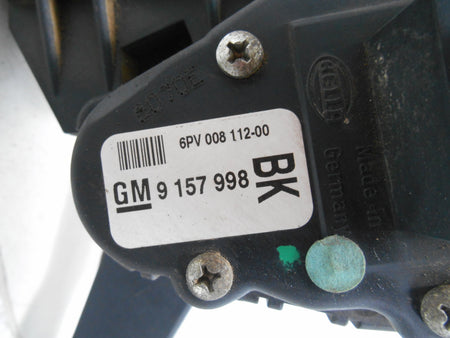 HELLA
Made in
Germany
6PV 008 112-00
GM 9 157 998 BK